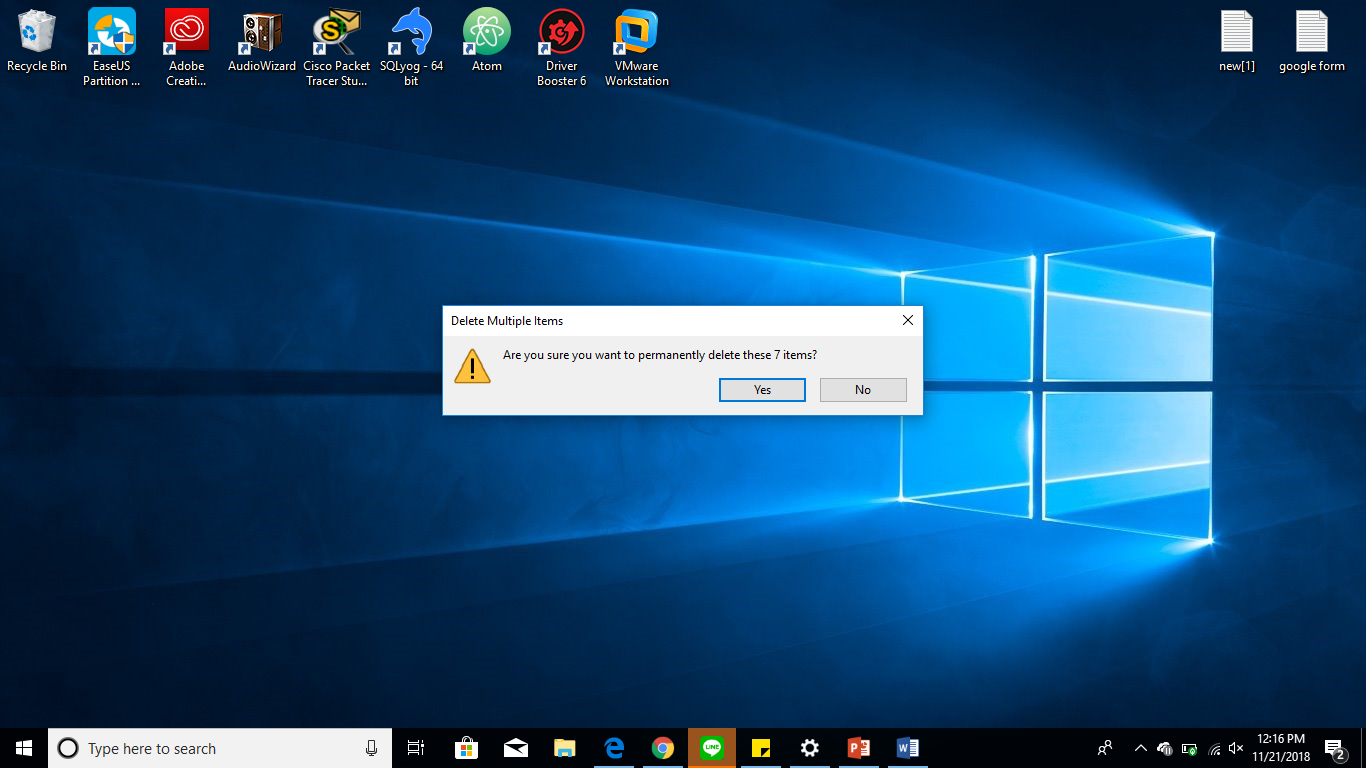 Recycle Bin
EaseUS
Partition ...
Adobe
Creati...
AudioWizard
Cisco Packet
Tracer Stu...
SQLyog - 64
bit
Atom
Driver
Booster 6
VMware
Workstation
new[1]
google form
Delete Multiple Items
Are you sure you want to permanently delete these 7 items?
Yes
No
Type here to search
LINE
12:16 PM
11/21/2018
2